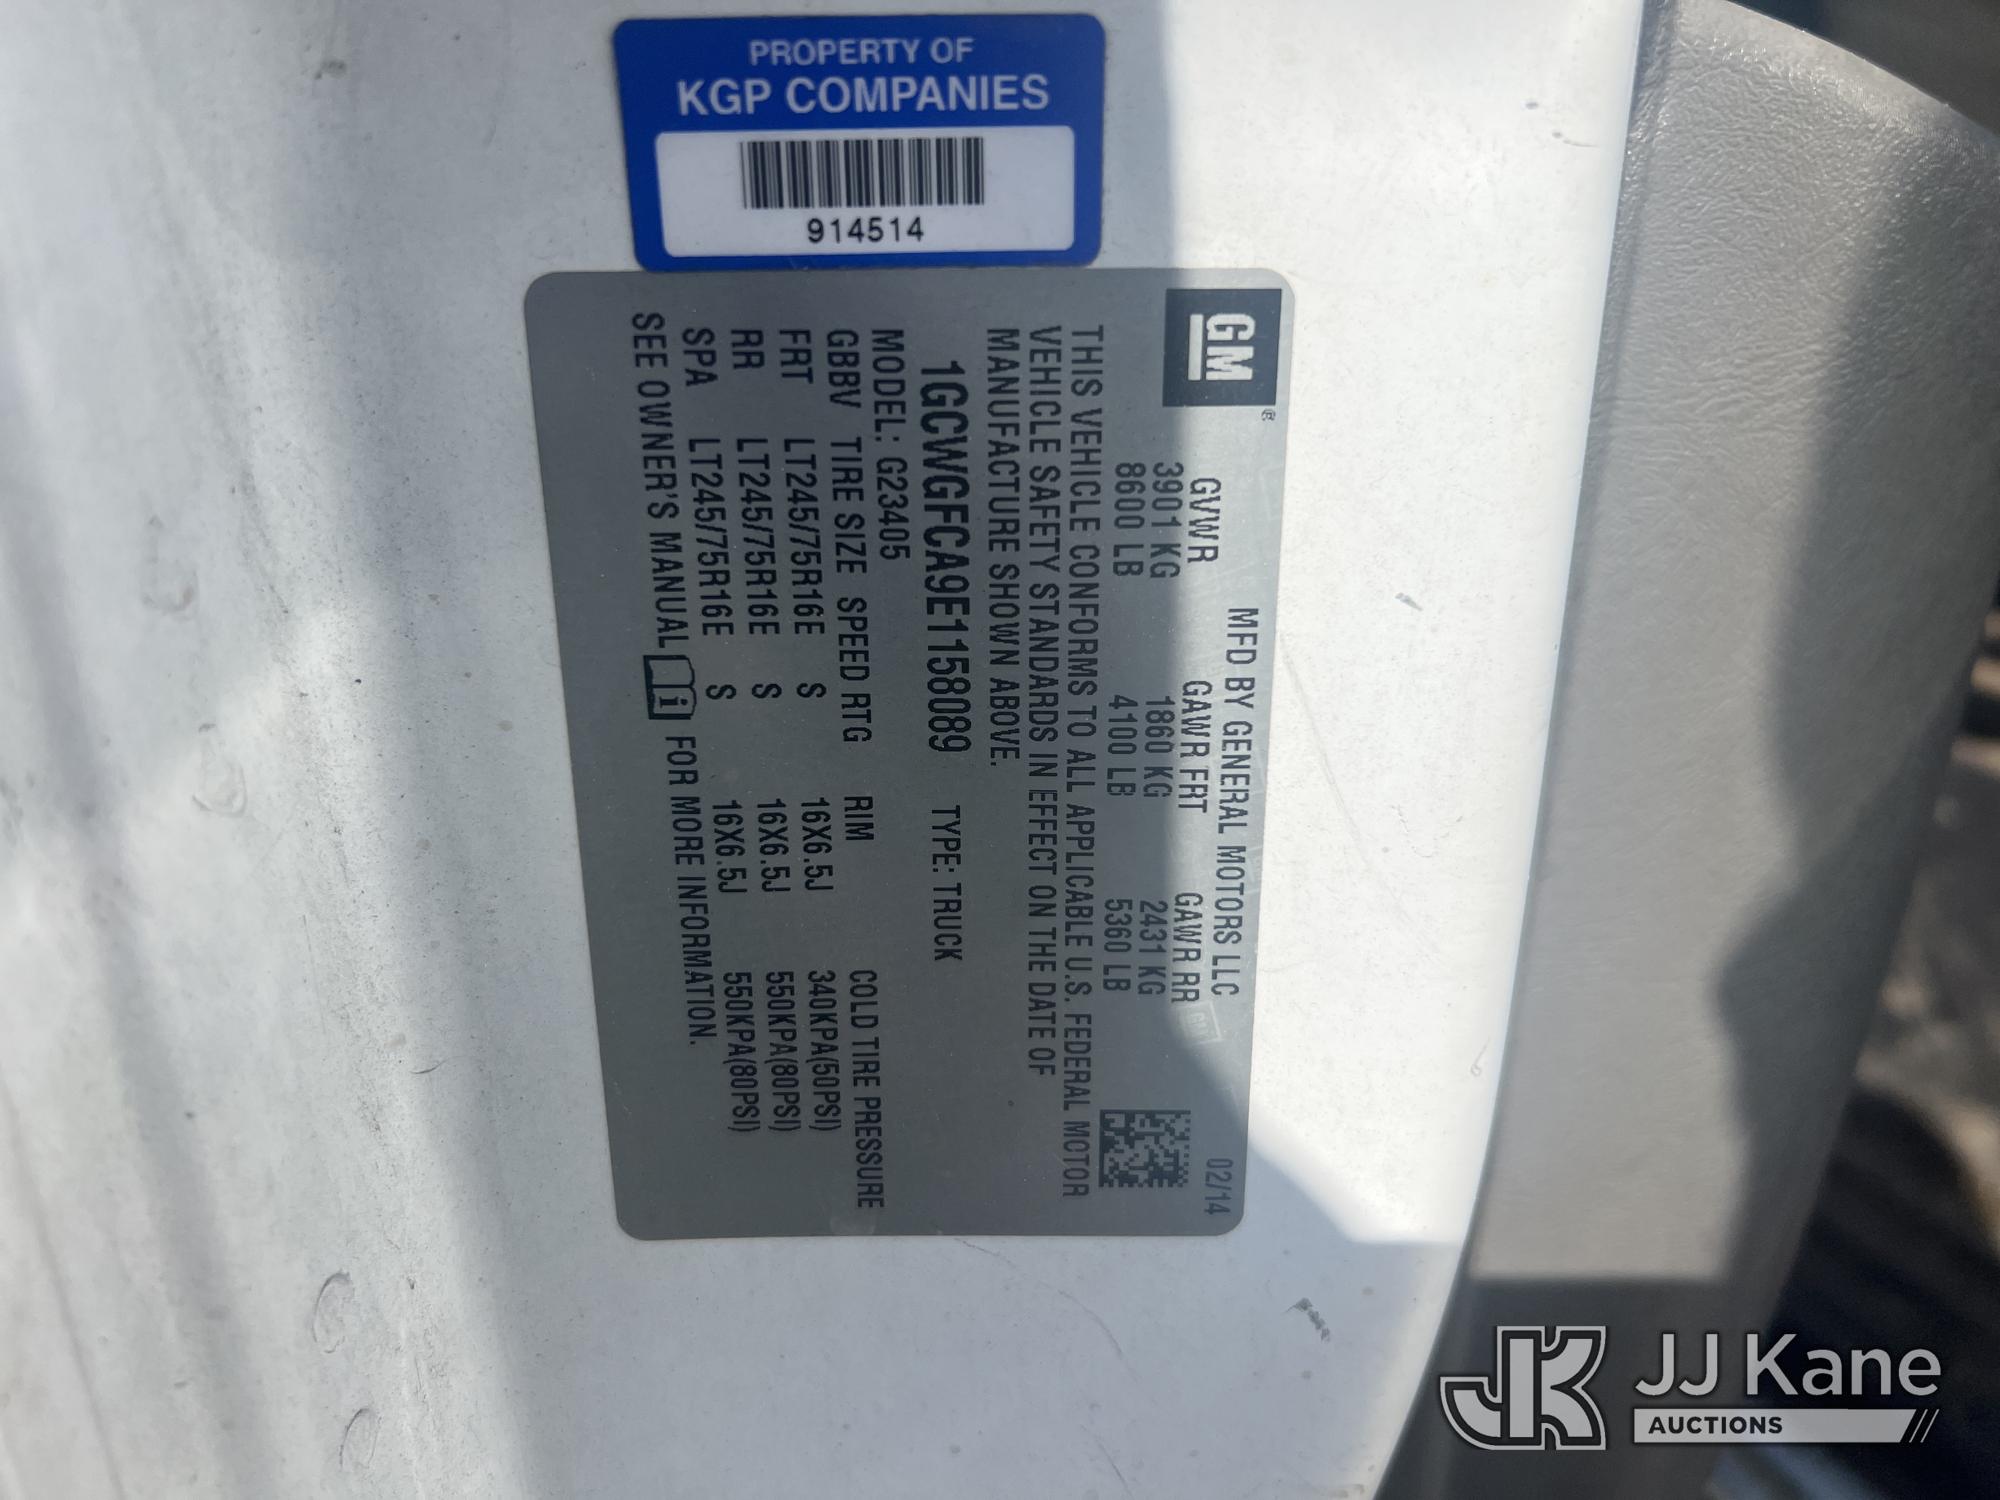 PROPERTY OF
KGP COMPANIES
914514
GM®
MFD BY GENERAL MOTORS LLC 02/14
GVWR GAWR FRT GAWR RR
3901 KG 1860 KG 2431 KG
8600 LB 4100 LB 5360 LB
THIS VEHICLE CONFORMS TO ALL APPLICABLE U.S. FEDERAL MOTOR
VEHICLE SAFETY STANDARDS IN EFFECT ON THE DATE OF
MANUFACTURE SHOWN ABOVE.
1GCWGFCA9E1158089 TYPE: TRUCK
MODEL: G23405
GBBV TIRE SIZE SPEED RTG RIM COLD TIRE PRESSURE
FRT LT245/75R16E S 16X6.5J 340KPA(50PSI)
RR LT245/75R16E S 16X6.5J 550KPA(80PSI)
SPA LT245/75R16E S 16X6.5J 550KPA(80PSI)
SEE OWNER'S MANUAL i FOR MORE INFORMATION.
JK JJ Kane
AUCTIONS